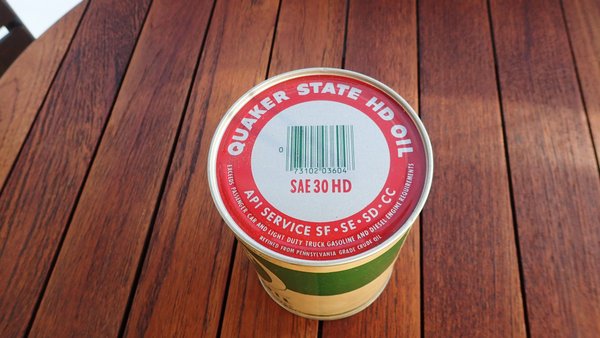 QUAKER STATE HD OIL
0
73102 03604
SAE 30 HD
API SERVICE SF • SE • SD • CC
EXCEEDS PASSENGER CAR AND LIGHT DUTY TRUCK GASOLINE AND DIESEL ENGINE REQUIREMENTS
REFINED FROM PENNSYLVANIA GRADE CRUDE OIL